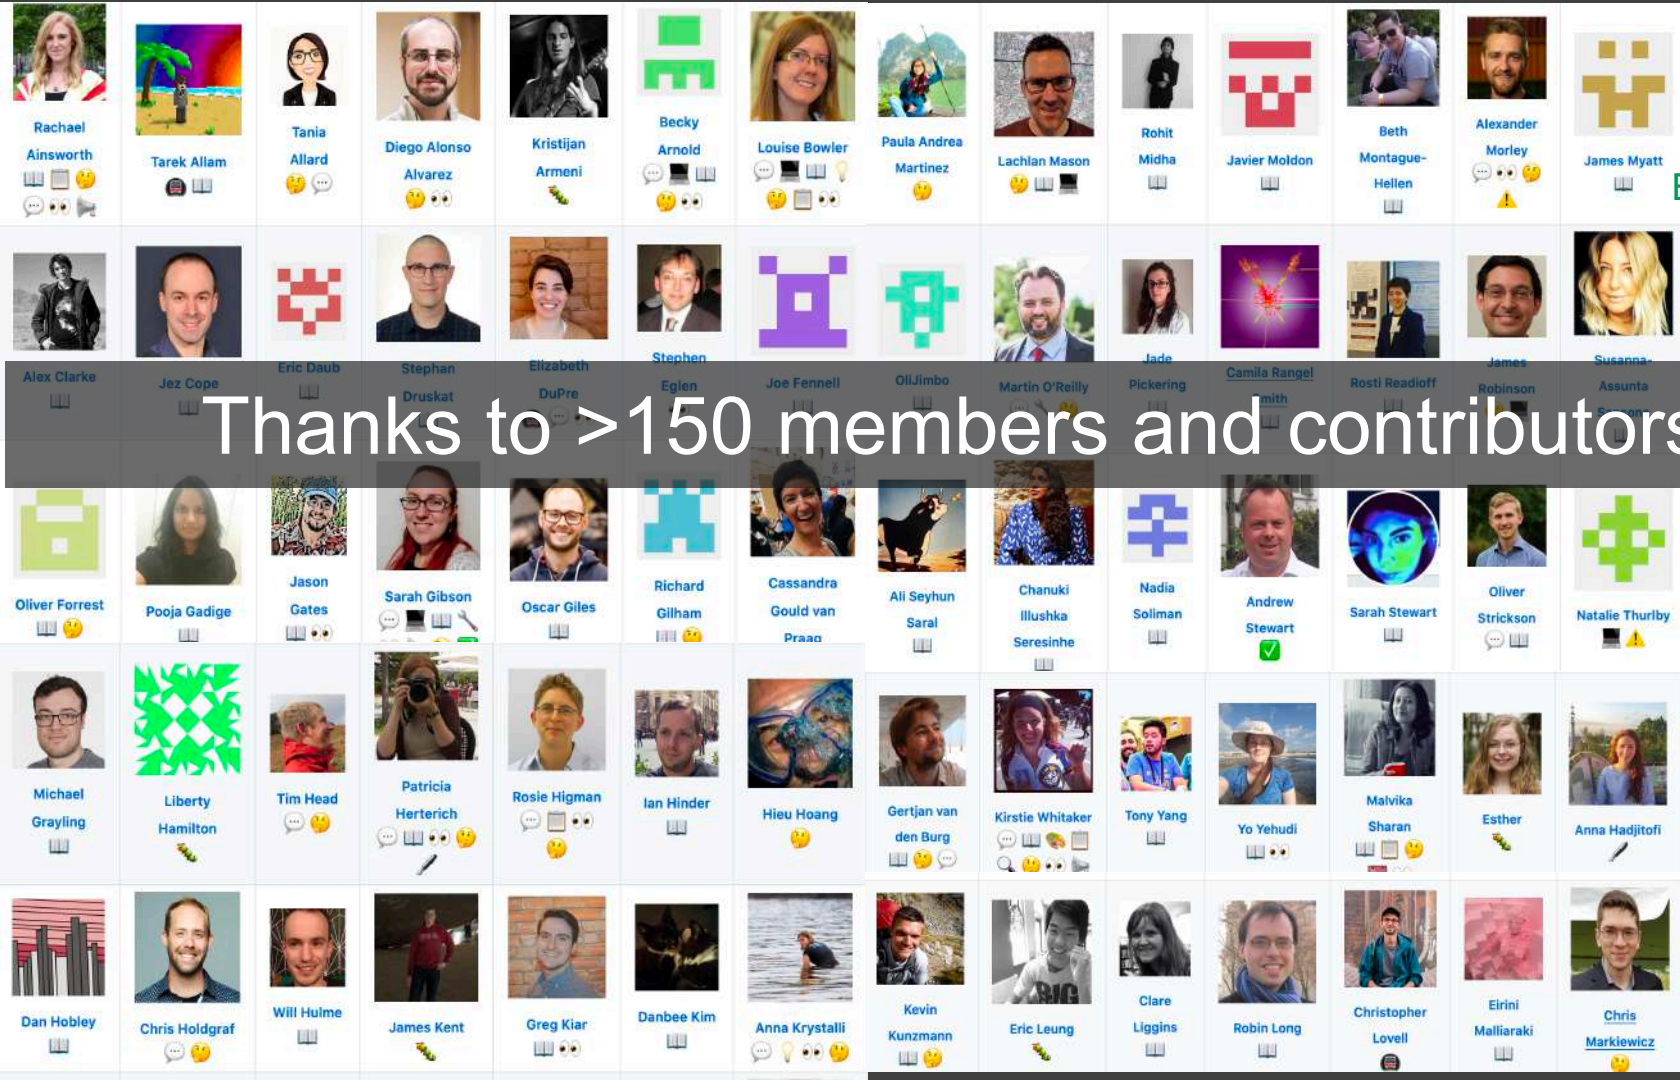 Rachael
Ainsworth
Tarek Allam
Tania
Allard
Diego Alonso
Alvarez
Kristijan
Armeni
Becky
Arnold
Louise Bowler
Paula Andrea
Martinez
Lachlan Mason
Rohit
Midha
Javier Moldon
Beth
Montague-
Hellen
Alexander
Morley
James Myatt
Alex Clarke
Jez Cope
Eric Daub
Stephan
Druskat
Elizabeth
DuPre
Stephen
Eglen
Joe Fennell
OliJimbo
Martin O'Reilly
Jade
Pickering
Camila Rangel
Smith
Rosti Readioff
James
Robinson
Susanna-
Assunta
Thanks to >150 members and contributors
Oliver Forrest
Pooja Gadige
Jason
Gates
Sarah Gibson
Oscar Giles
Richard
Gilham
Cassandra
Gould van
Praag
Ali Seyhun
Saral
Chanuki
Illushka
Seresinhe
Nadia
Soliman
Andrew
Stewart
Sarah Stewart
Oliver
Strickson
Natalie Thurlby
Michael
Grayling
Liberty
Hamilton
Tim Head
Patricia
Herterich
Rosie Higman
Ian Hinder
Hieu Hoang
Gertjan van
den Burg
Kirstie Whitaker
Tony Yang
Yo Yehudi
Malvika
Sharan
Esther
Anna Hadjitofi
Dan Hobley
Chris Holdgraf
Will Hulme
James Kent
Greg Kiar
Danbee Kim
Anna Krystalli
Kevin
Kunzmann
BIG
Eric Leung
Clare
Liggins
Robin Long
Christopher
Lovell
Eirini
Malliaraki
Chris
Markiewicz